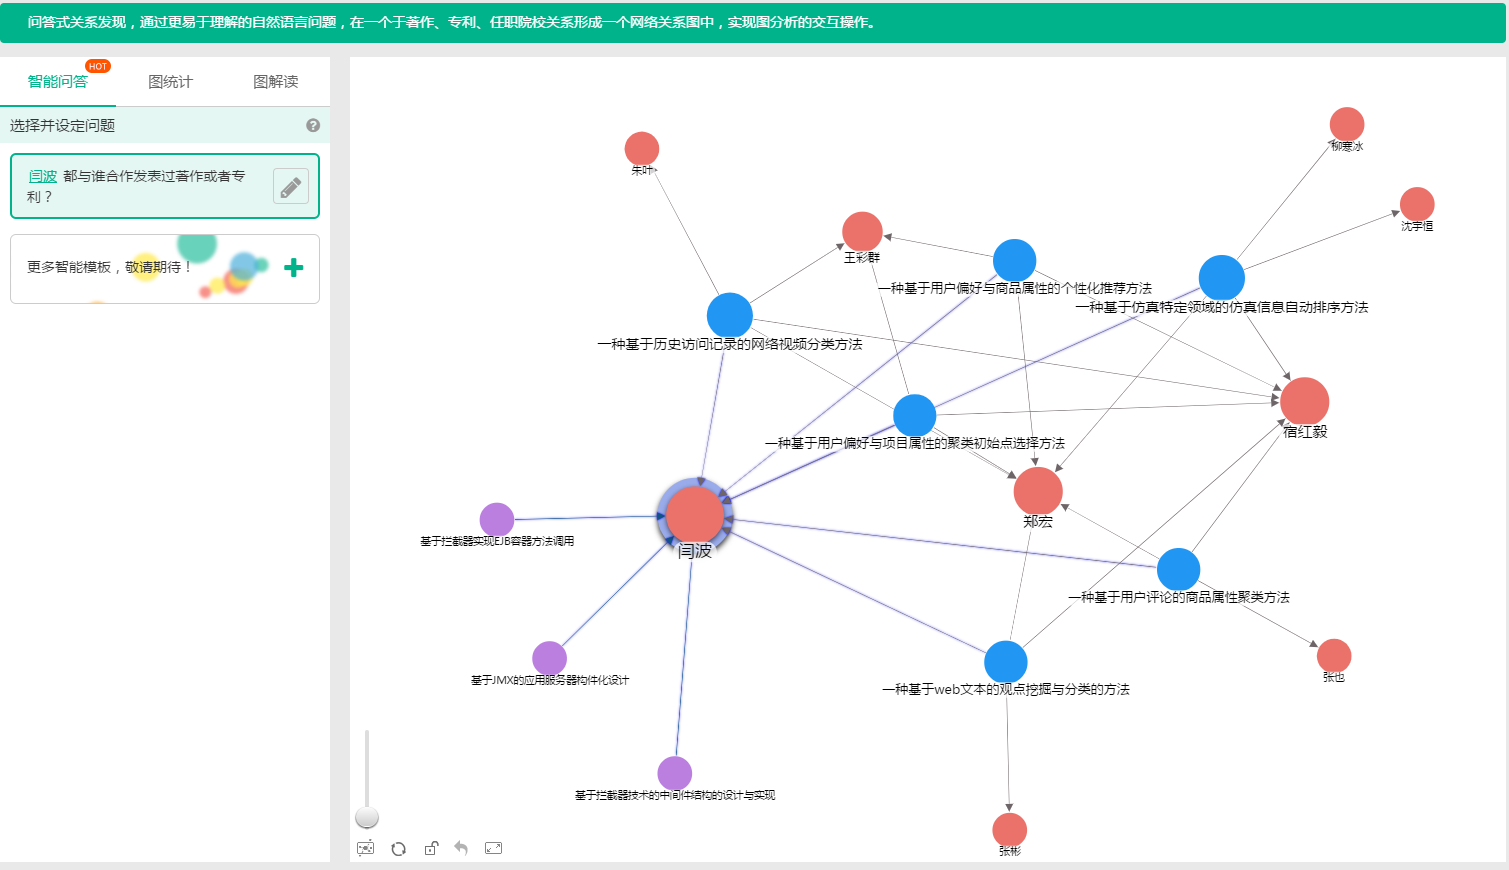 问答式关系发现，通过更易于理解的自然语言问题，在一个于著作、专利、任职院校关系形成一个网络关系图中，实现图分析的交互操作。
智能问答 HOT 图统计 图解读
选择并设定问题
闫波 都与谁合作发表过著作或者专
利？
更多智能模板，敬请期待！
柳寒冰
朱叶
沈宇恒
王彩群
一种基于用户偏好与商品属性的个性化推荐方法
一种基于仿真特定领域的仿真信息自动排序方法
一种基于历史访问记录的网络视频分类方法
宿红毅
一种基于用户偏好与项目属性的聚类初始点选择方法
郑宏
基于拦截器实现EJB容器方法调用
闫波
一种基于用户评论的商品属性聚类方法
张也
基于JMX的应用服务器构件化设计
一种基于web文本的观点挖掘与分类的方法
基于拦截器技术的中间件结构的设计与实现
张彬